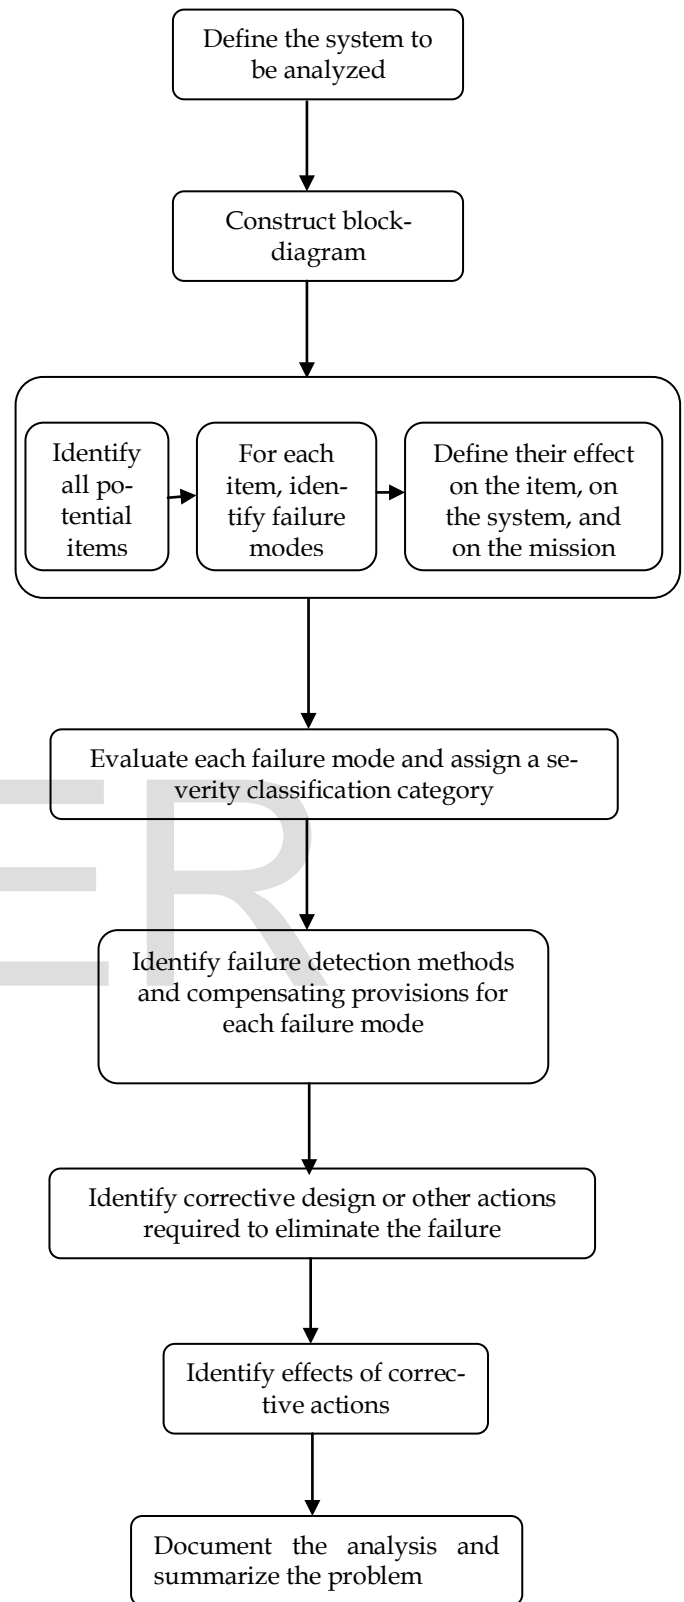 Define the system to
be analyzed
Construct block-
diagram
Identify
all po-
tential
items
For each
item, iden-
tify failure
modes
Define their effect
on the item, on
the system, and
on the mission
Evaluate each failure mode and assign a se-
verity classification category
ER
Identify failure detection methods
and compensating provisions for
each failure mode
Identify corrective design or other actions
required to eliminate the failure
Identify effects of correc-
tive actions
Document the analysis and
summarize the problem